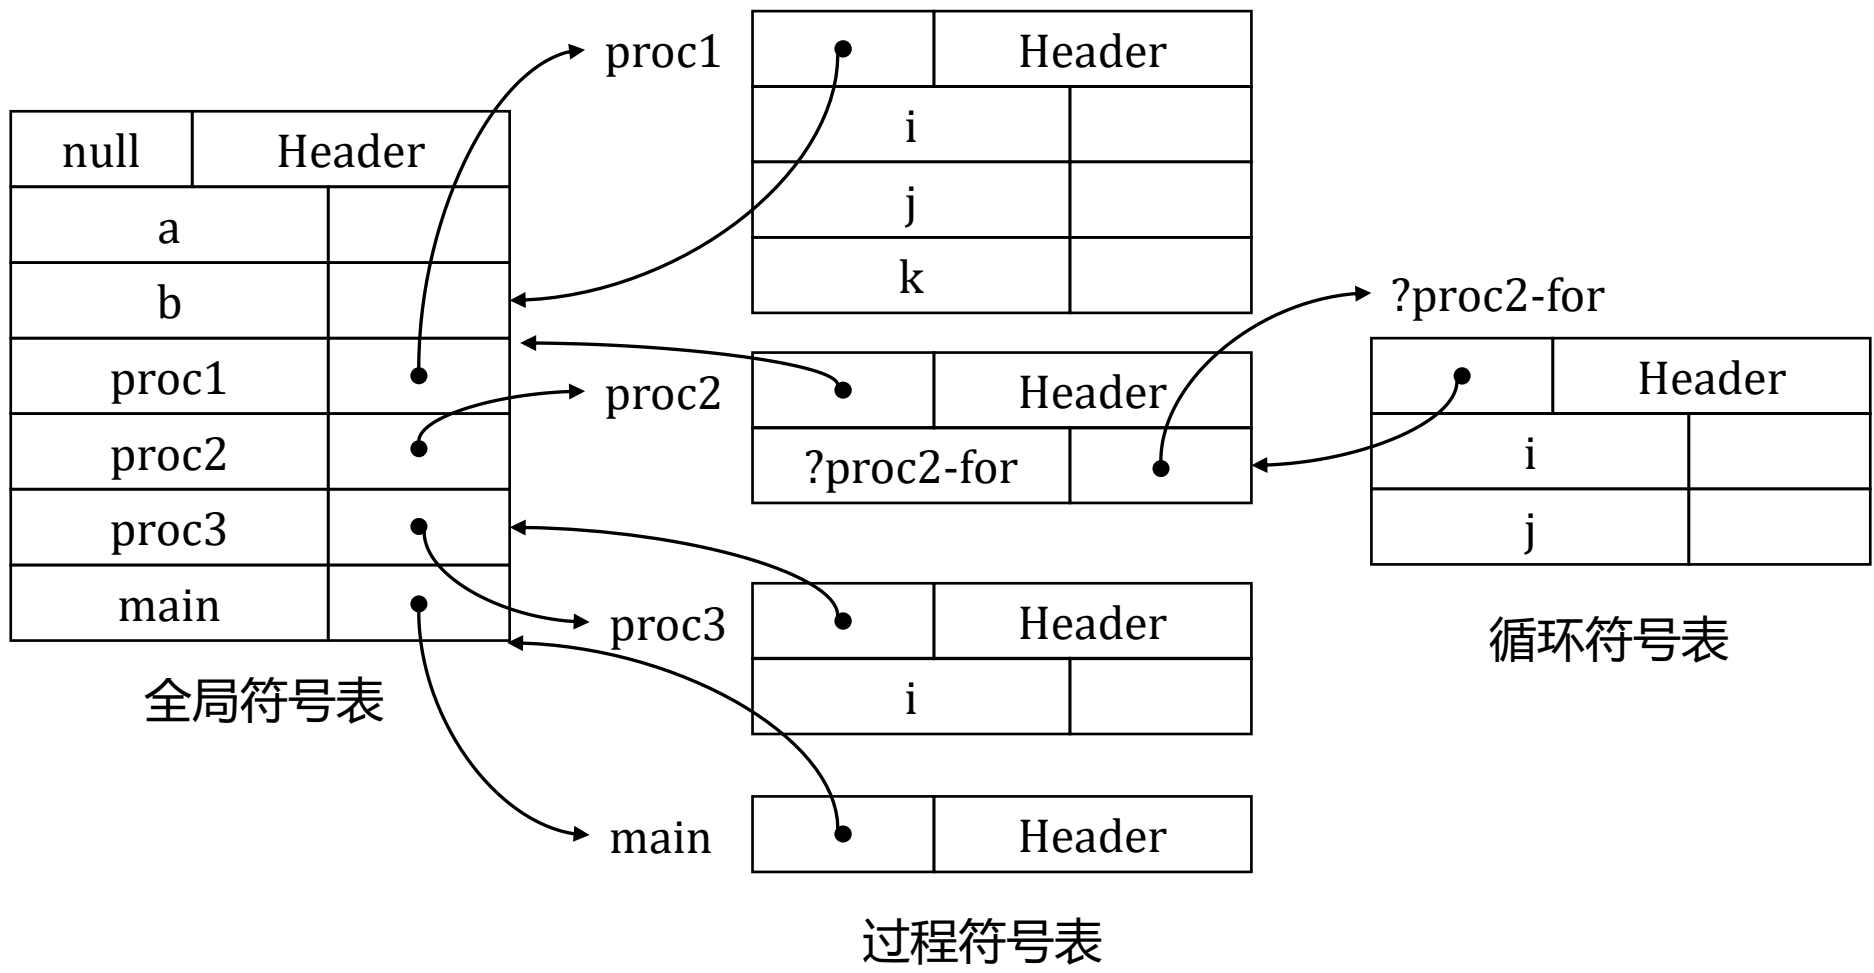 null Header
a
b
proc1
proc2
proc3
main
全局符号表
proc1
Header
i
j
k
proc2
Header
?proc2-for
proc3
Header
i
main
Header
过程符号表
?proc2-for
Header
i
j
循环符号表